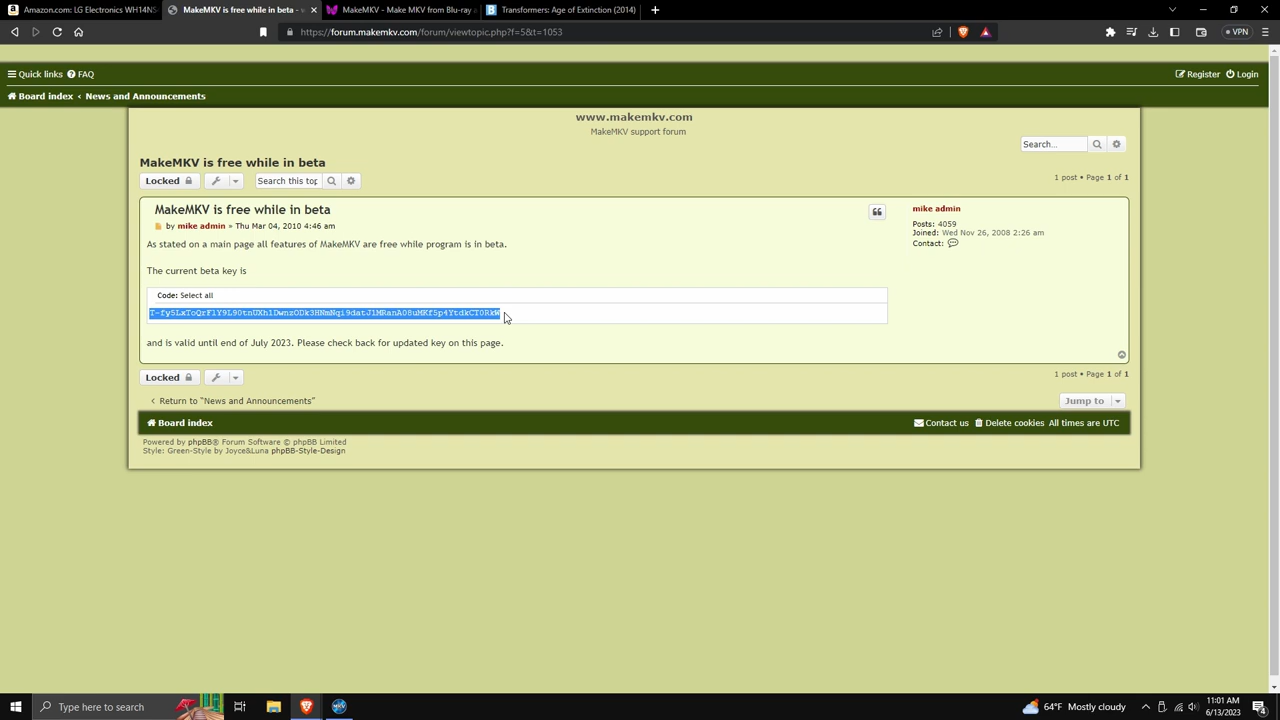 Amazon.com: LG Electronics WH14NS
MakeMKV is free while in beta - w
MakeMKV - Make MKV from Blu-ray a
Transformers: Age of Extinction (2014)
https://forum.makemkv.com/forum/viewtopic.php?f=5&t=1053
VPN
Quick links
FAQ
Register
Login
Board index
News and Announcements
www.makemkv.com
MakeMKV support forum
Search…
MakeMKV is free while in beta
Locked
Search this top
1 post • Page 1 of 1
MakeMKV is free while in beta
by mike admin » Thu Mar 04, 2010 4:46 am
mike admin
Posts: 4059
Joined: Wed Nov 26, 2008 2:26 am
Contact:
As stated on a main page all features of MakeMKV are free while program is in beta.
The current beta key is
Code: Select all
and is valid until end of July 2023. Please check back for updated key on this page.
Locked
1 post • Page 1 of 1
Return to “News and Announcements”
Jump to
Board index
Contact us
Delete cookies
All times are UTC
Powered by phpBB® Forum Software © phpBB Limited
Style: Green-Style by Joyce&Luna phpBB-Style-Design
Type here to search
64°F Mostly cloudy
11:01 AM
6/13/2023
4